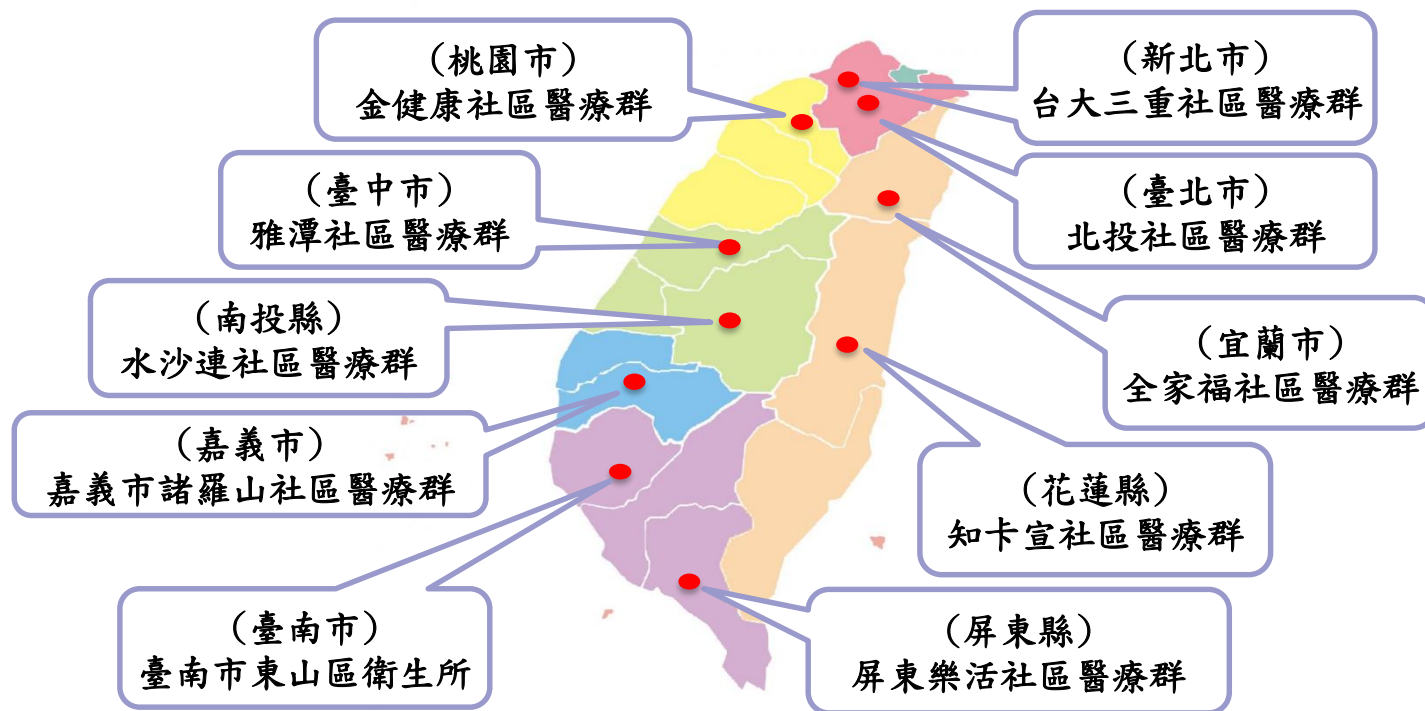 (桃園市)
金健康社區醫療群
(新北市)
台大三重社區醫療群
(臺中市)
雅潭社區醫療群
(臺北市)
北投社區醫療群
(南投縣)
水沙連社區醫療群
(宜蘭市)
全家福社區醫療群
(嘉義市)
嘉義市諸羅山社區醫療群
(花蓮縣)
知卡宣社區醫療群
(臺南市)
臺南市東山區衛生所
(屏東縣)
屏東樂活社區醫療群